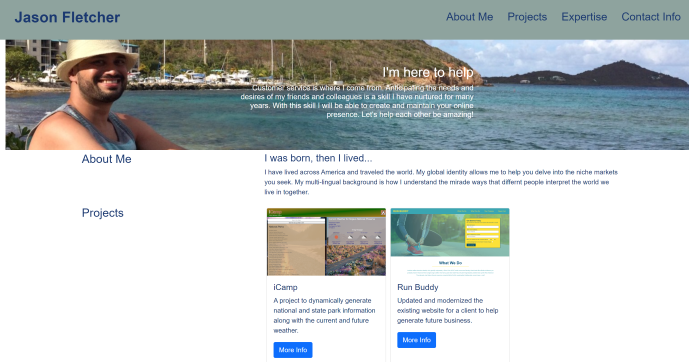 Jason Fletcher
About Me Projects Expertise Contact Info
I'm here to help
Customer service is where I come from. Anticipating the needs and
desires of my friends and colleagues is a skill I have nurtured for many
years. With this skill I will be able to create and maintain your online
presence. Let's help each other be amazing!
About Me
I was born, then I lived...
I have lived across America and traveled the world. My global identity allows me to help you delve into the niche markets
you seek. My multi-lingual background is how I understand the mirade ways that differnt people interpret the world we
live in together.
Projects
iCamp
A project to dynamically generate
national and state park information
along with the current and future
weather.
More Info
What We Do
Run Buddy
Updated and modernized the
existing website for a client to help
generate future business.
More Info